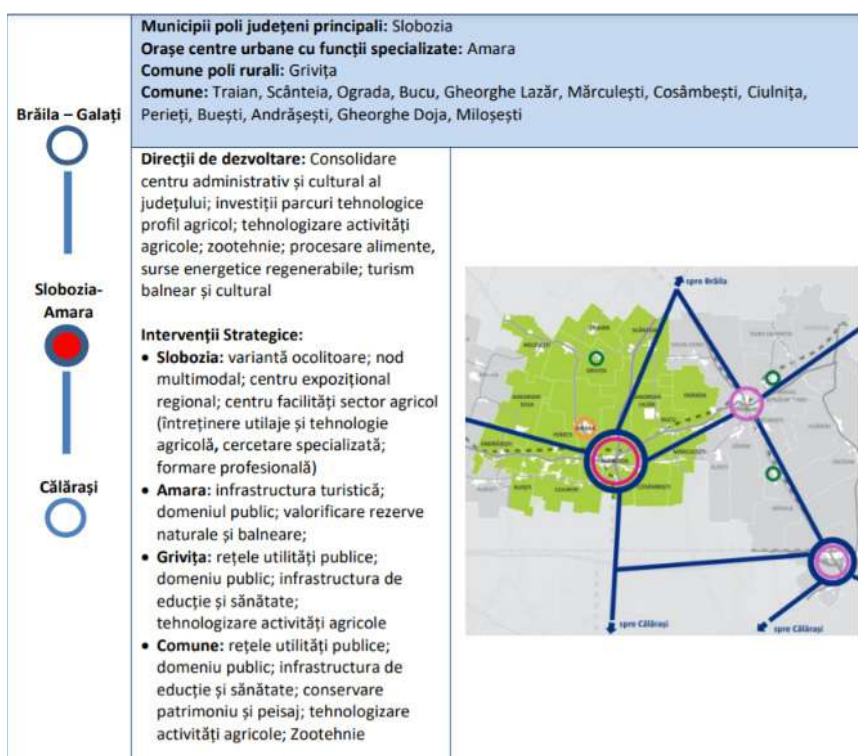 Municipii poli județeni principali: Slobozia
Orașe centre urbane cu funcții specializate: Amara
Comune poli rurali: Grivița
Comune: Traian, Scânteia, Ograda, Bucu, Gheorghe Lazăr, Mărculești, Cosâmbești, Ciulnița,
Perieți, Buești, Andrășești, Gheorghe Doja, Miloșești
Brăila – Galați
Slobozia-
Amara
Călărași
Direcții de dezvoltare: Consolidare
centru administrativ și cultural al
județului; investiții parcuri tehnologice
profil agricol; tehnologizare activități
agricole; zootehnie; procesare alimente,
surse energetice regenerabile; turism
balnear și cultural
Intervenții Strategice:
• Slobozia: variantă ocolitoare; nod
multimodal; centru expozițional
regional; centru facilități sector agricol
(întreținere utilaje și tehnologie
agricolă, cercetare specializată;
formare profesională)
• Amara: infrastructura turistică;
domeniul public; valorificare rezerve
naturale și balneare;
• Grivița: rețele utilități publice;
domeniu public; infrastructura de
educție și sănătate;
tehnologizare activități agricole
• Comune: rețele utilități publice;
domeniu public; infrastructura de
educție și sănătate; conservare
patrimoniu și peisaj; tehnologizare
activități agricole; Zootehnie
spre Brăila
spre Călărași
spre Călărași